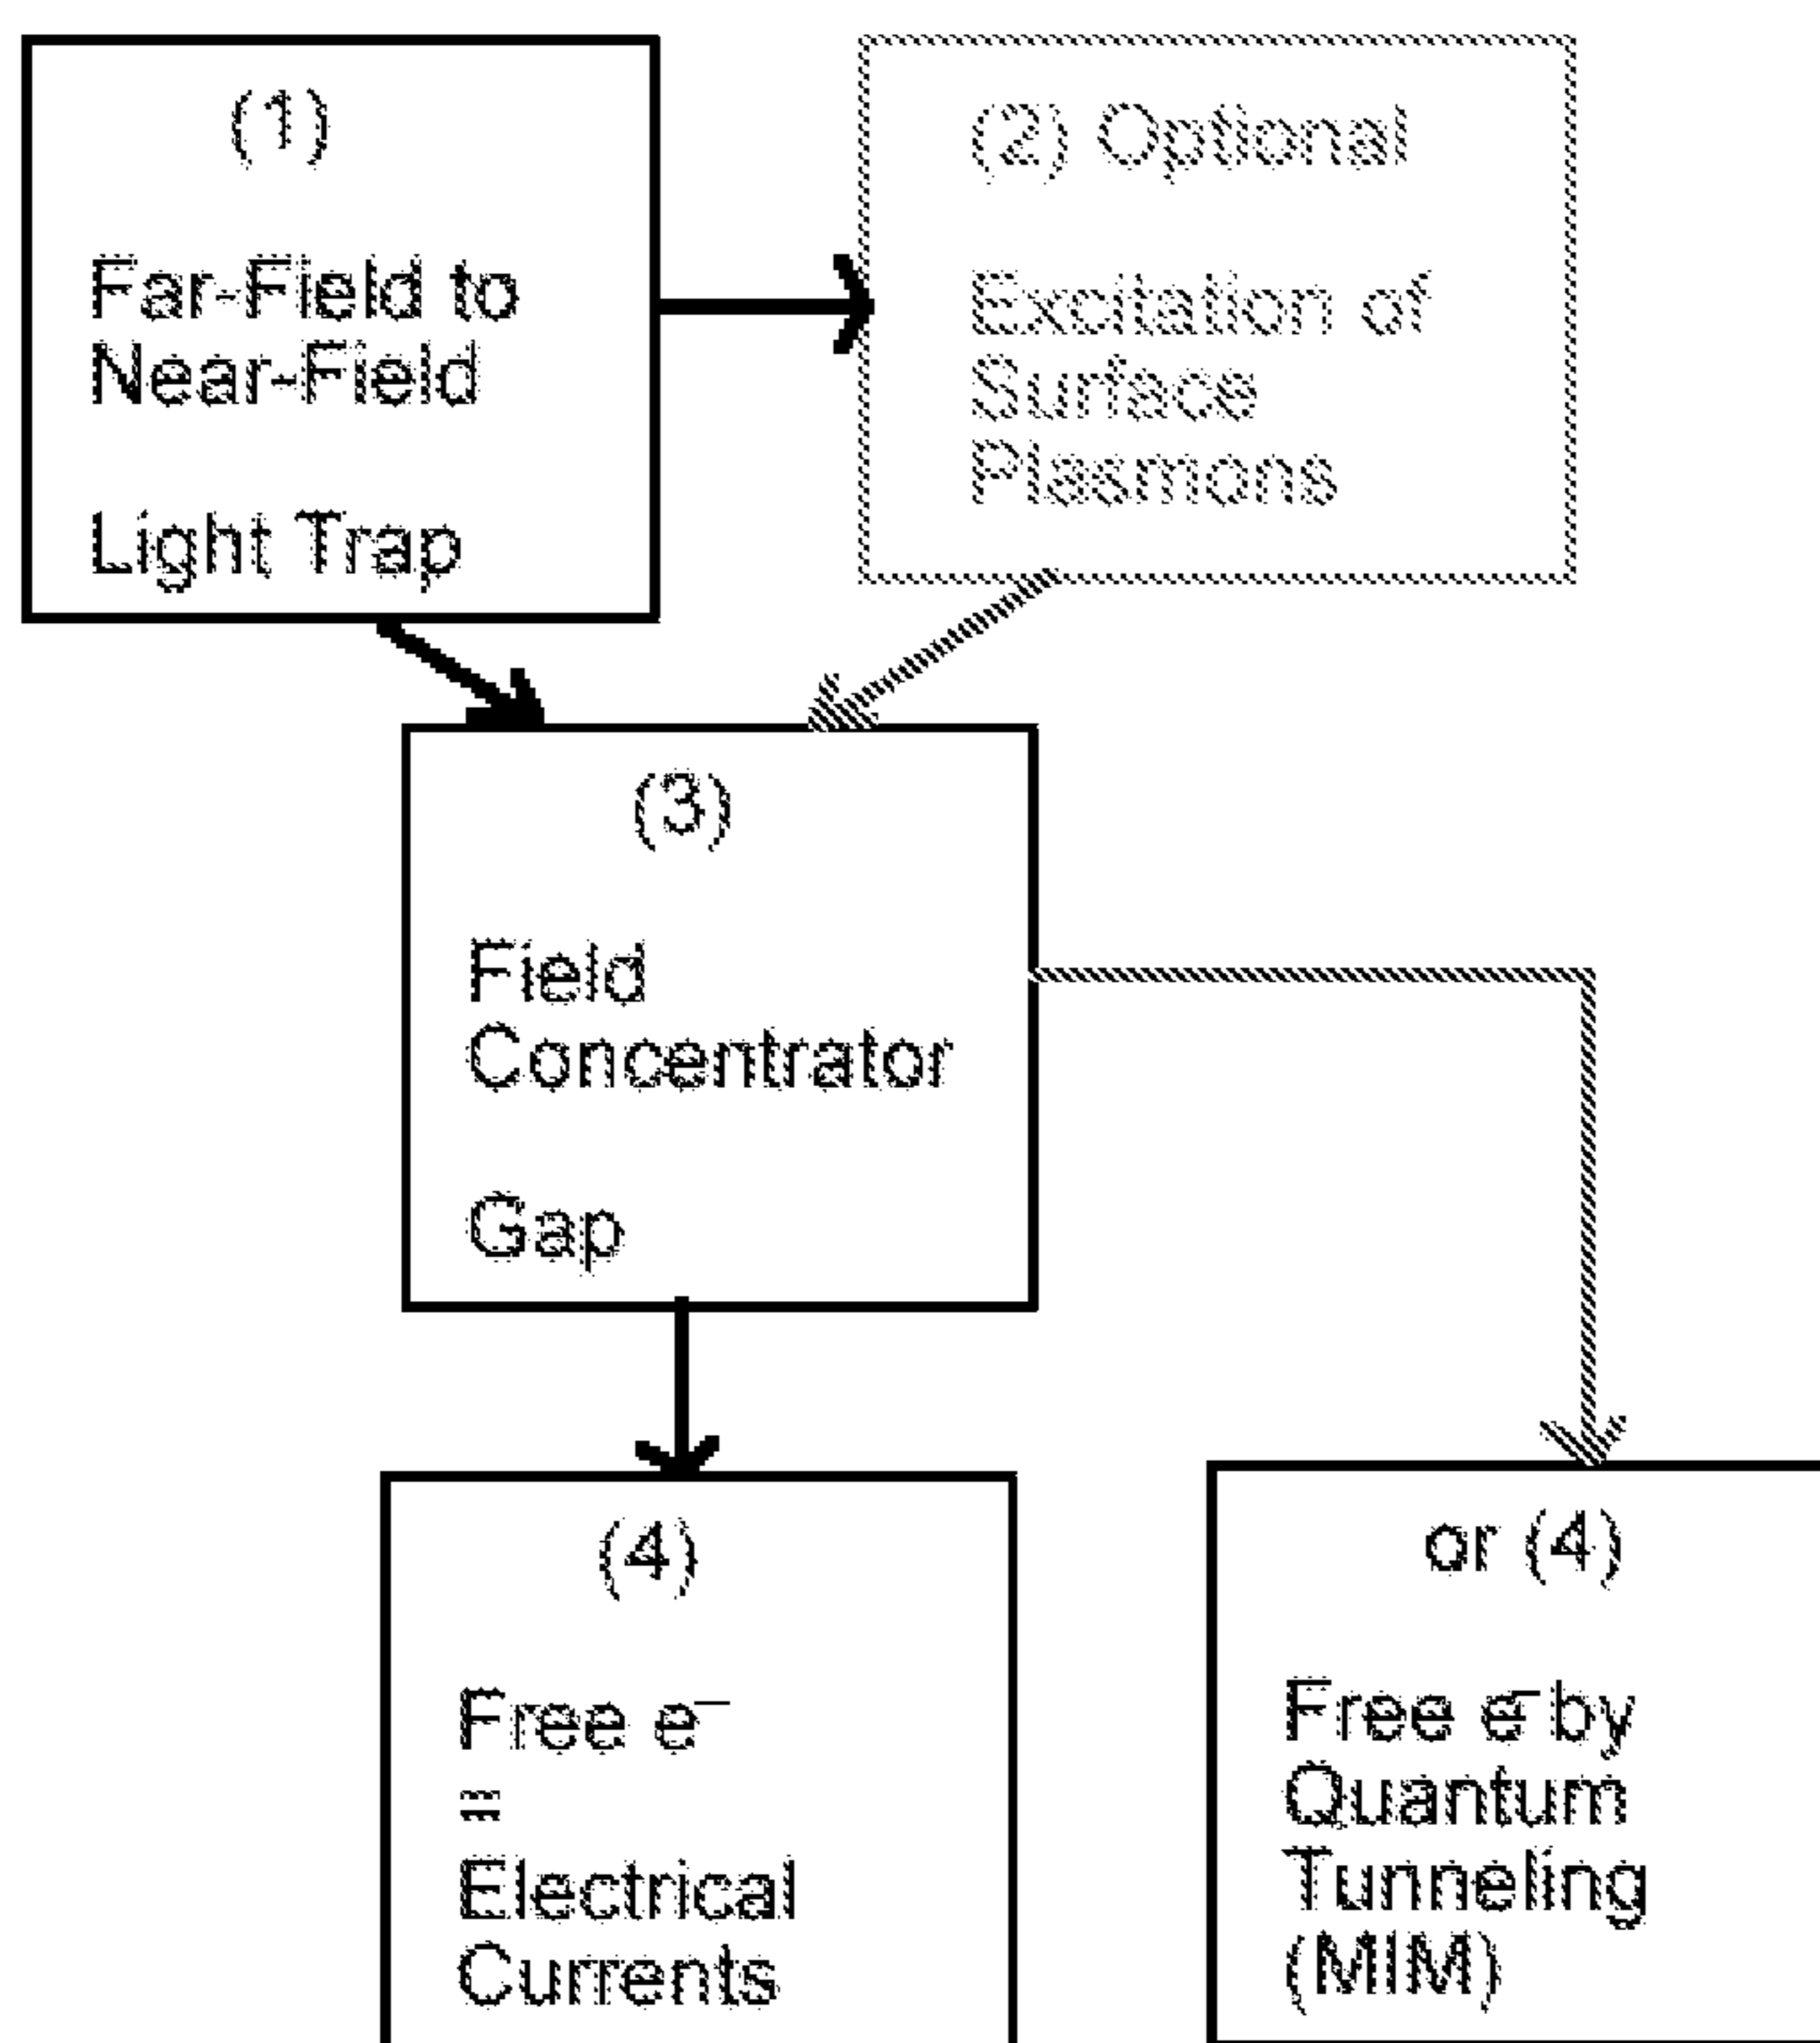 (1)
Far-Field to
Near-Field
Light Trap
(2) Optional
Excitation of
Surface
Plasmons
(3)
Field
Concentrator
Gap
(4)
Free e⁻
=
Electrical
Currents
or (4)
Free e⁻ by
Quantum
Tunneling
(MIM)